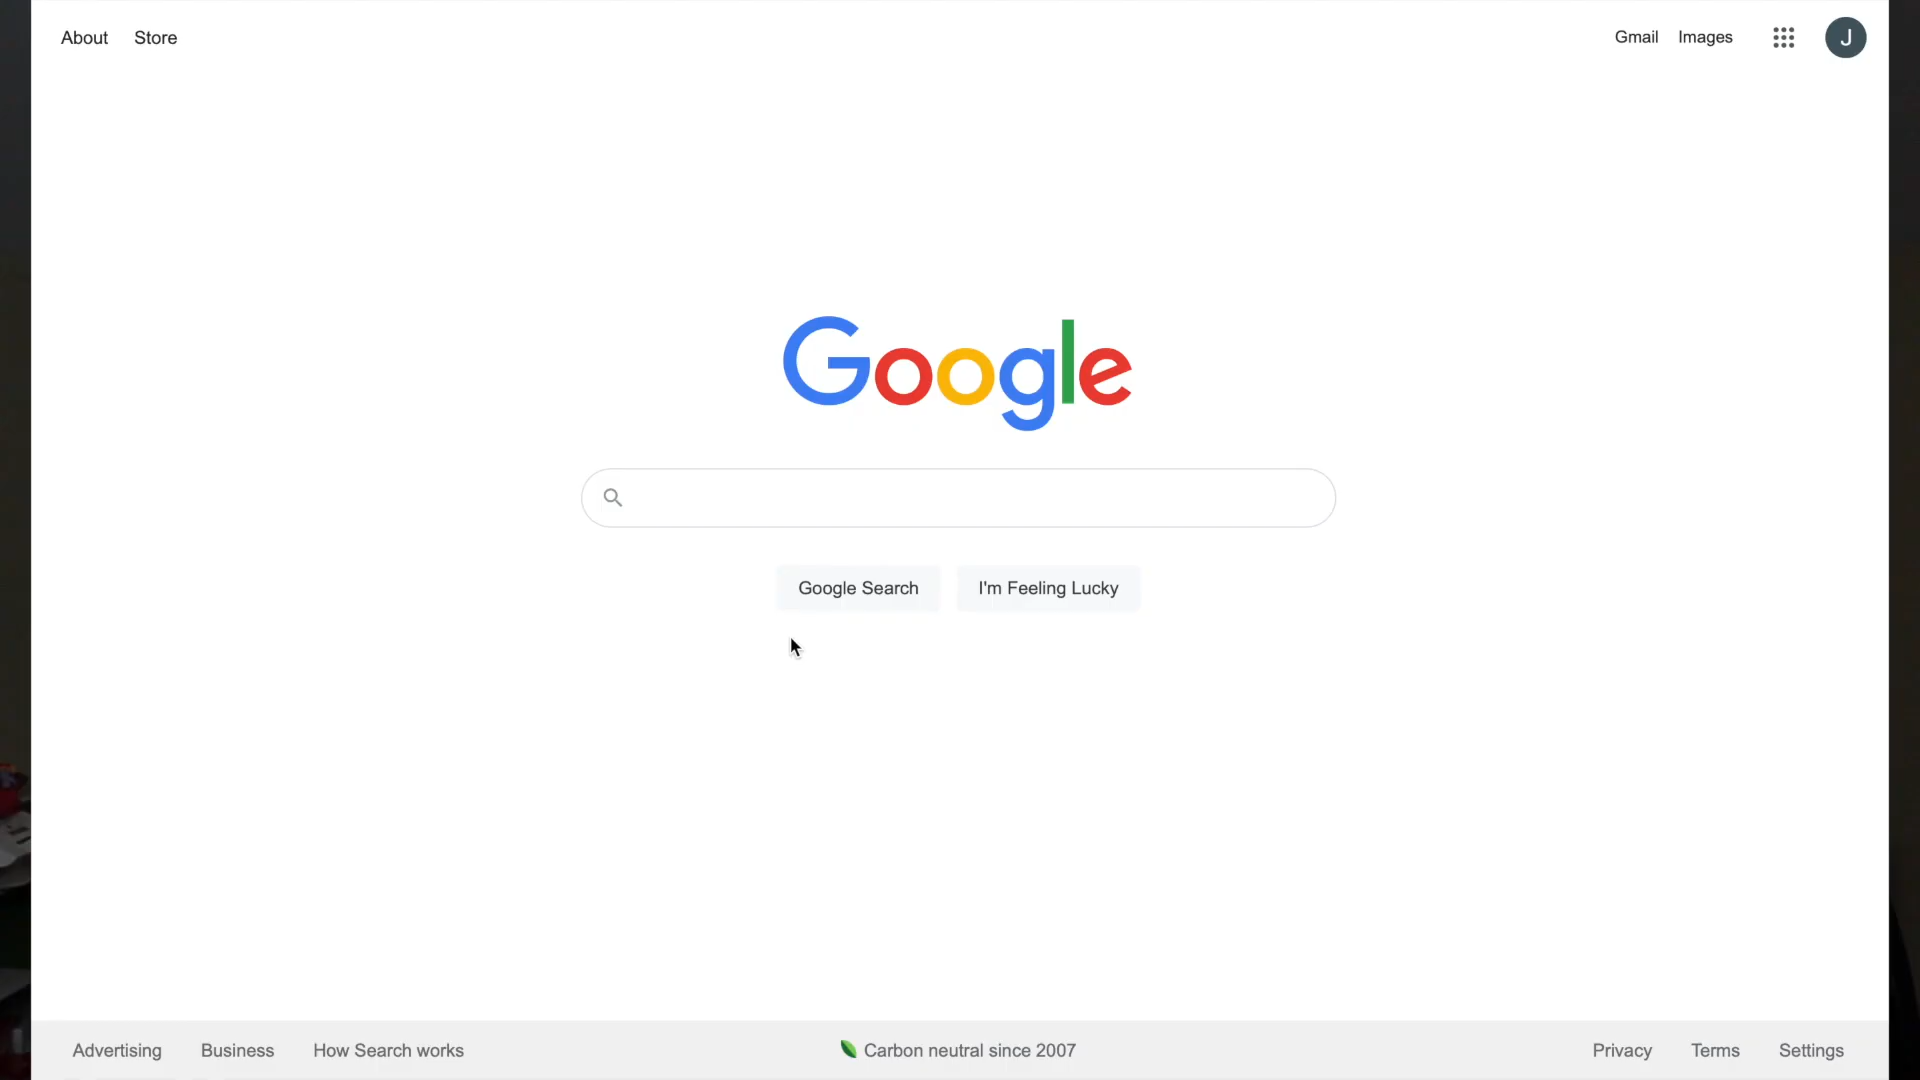 About Store Gmail Images J
Google
Google Search I'm Feeling Lucky
Advertising Business How Search works Carbon neutral since 2007 Privacy Terms Settings